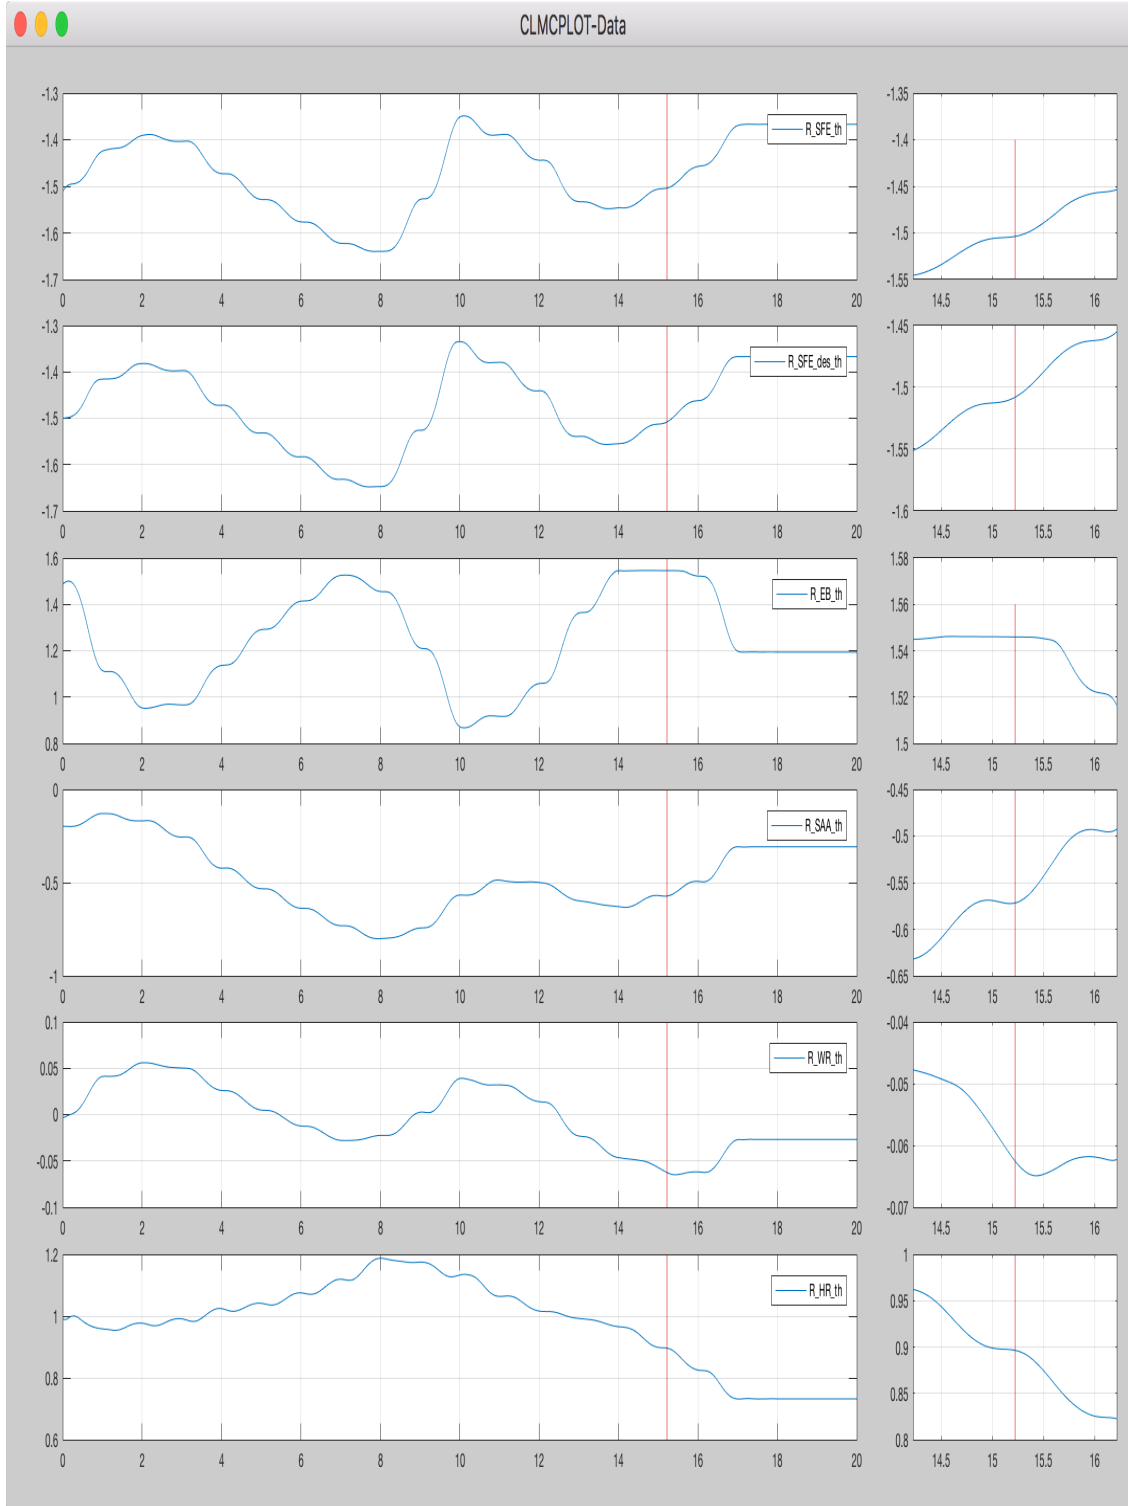 CLMCPLOT-Data
-1.3
-1.4
-1.5
-1.6
-1.7
R_SFE_th
0 2 4 6 8 10 12 14 16 18 20
-1.35
-1.4
-1.45
-1.5
-1.55
14.5 15 15.5 16
-1.3
-1.4
-1.5
-1.6
-1.7
R_SFE_des_th
0 2 4 6 8 10 12 14 16 18 20
-1.45
-1.5
-1.55
-1.6
14.5 15 15.5 16
1.6
1.4
1.2
1
0.8
R_EB_th
0 2 4 6 8 10 12 14 16 18 20
1.58
1.56
1.54
1.52
1.5
14.5 15 15.5 16
0
-0.5
-1
R_SAA_th
0 2 4 6 8 10 12 14 16 18 20
-0.45
-0.5
-0.55
-0.6
-0.65
14.5 15 15.5 16
0.1
0.05
0
-0.05
-0.1
R_WR_th
0 2 4 6 8 10 12 14 16 18 20
-0.04
-0.05
-0.06
-0.07
14.5 15 15.5 16
1.2
1
0.8
0.6
R_HR_th
0 2 4 6 8 10 12 14 16 18 20
1
0.95
0.9
0.85
0.8
14.5 15 15.5 16